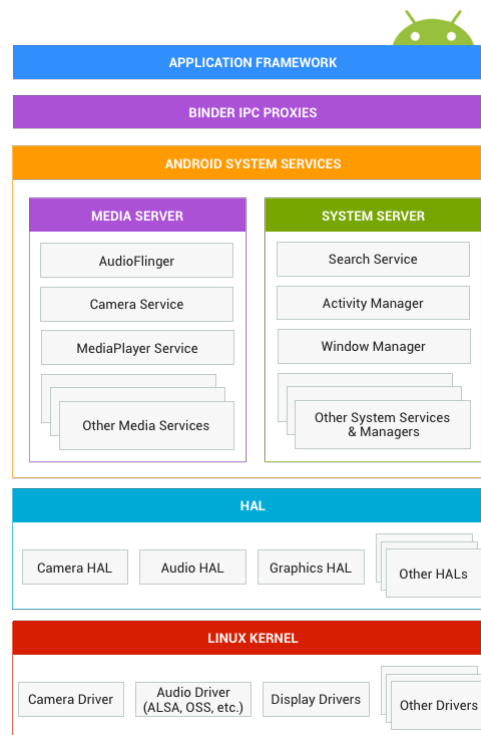 APPLICATION FRAMEWORK
BINDER IPC PROXIES
ANDROID SYSTEM SERVICES
MEDIA SERVER
AudioFlinger
Camera Service
MediaPlayer Service
Other Media Services
SYSTEM SERVER
Search Service
Activity Manager
Window Manager
Other System Services
& Managers
HAL
Camera HAL
Audio HAL
Graphics HAL
Other HALs
LINUX KERNEL
Camera Driver
Audio Driver
(ALSA, OSS, etc.)
Display Drivers
Other Drivers